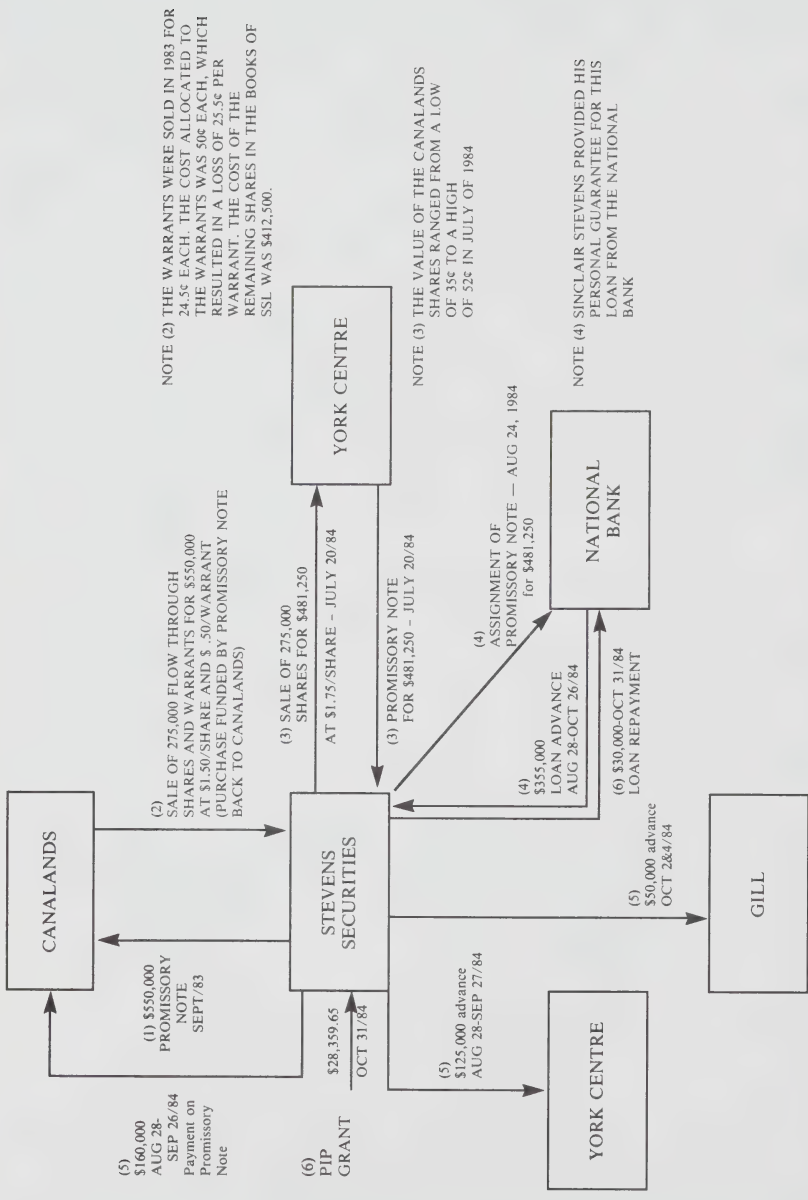 CANALANDS
(1) $550,000
PROMISSORY
NOTE
SEPT/83
(2)
SALE OF 275,000 FLOW THROUGH
SHARES AND WARRANTS FOR $550,000
AT $1.50/SHARE AND $ .50/WARRANT
(PURCHASE FUNDED BY PROMISSORY NOTE
BACK TO CANALANDS)
NOTE (2) THE WARRANTS WERE SOLD IN 1983 FOR
24.5¢ EACH. THE COST ALLOCATED TO
THE WARRANTS WAS 50¢ EACH, WHICH
RESULTED IN A LOSS OF 25.5¢ PER
WARRANT. THE COST OF THE
REMAINING SHARES IN THE BOOKS OF
SSL WAS $412,500.
(5)
$160,000
AUG 28-
SEP 26/84
Payment on
Promissory
Note
(6)
PIP
GRANT
$28,359.65
OCT 31/84
STEVENS
SECURITIES
(3) SALE OF 275,000
SHARES FOR $481,250
AT $1.75/SHARE – JULY 20/84
(3) PROMISSORY NOTE
FOR $481,250 – JULY 20/84
YORK CENTRE
NOTE (3) THE VALUE OF THE CANALANDS
SHARES RANGED FROM A LOW
OF 35¢ TO A HIGH
OF 52¢ IN JULY OF 1984
(4)
ASSIGNMENT OF
PROMISSORY NOTE — AUG 24, 1984
for $481,250
(5)
$125,000 advance
AUG 28-SEP 27/84
(4)
$355,000
LOAN ADVANCE
AUG 28-OCT 26/84
(6) $30,000-OCT 31/84
LOAN REPAYMENT
NATIONAL
BANK
NOTE (4) SINCLAIR STEVENS PROVIDED HIS
PERSONAL GUARANTEE FOR THIS
LOAN FROM THE NATIONAL
BANK
(5)
$50,000 advance
OCT 2&4/84
YORK CENTRE
GILL